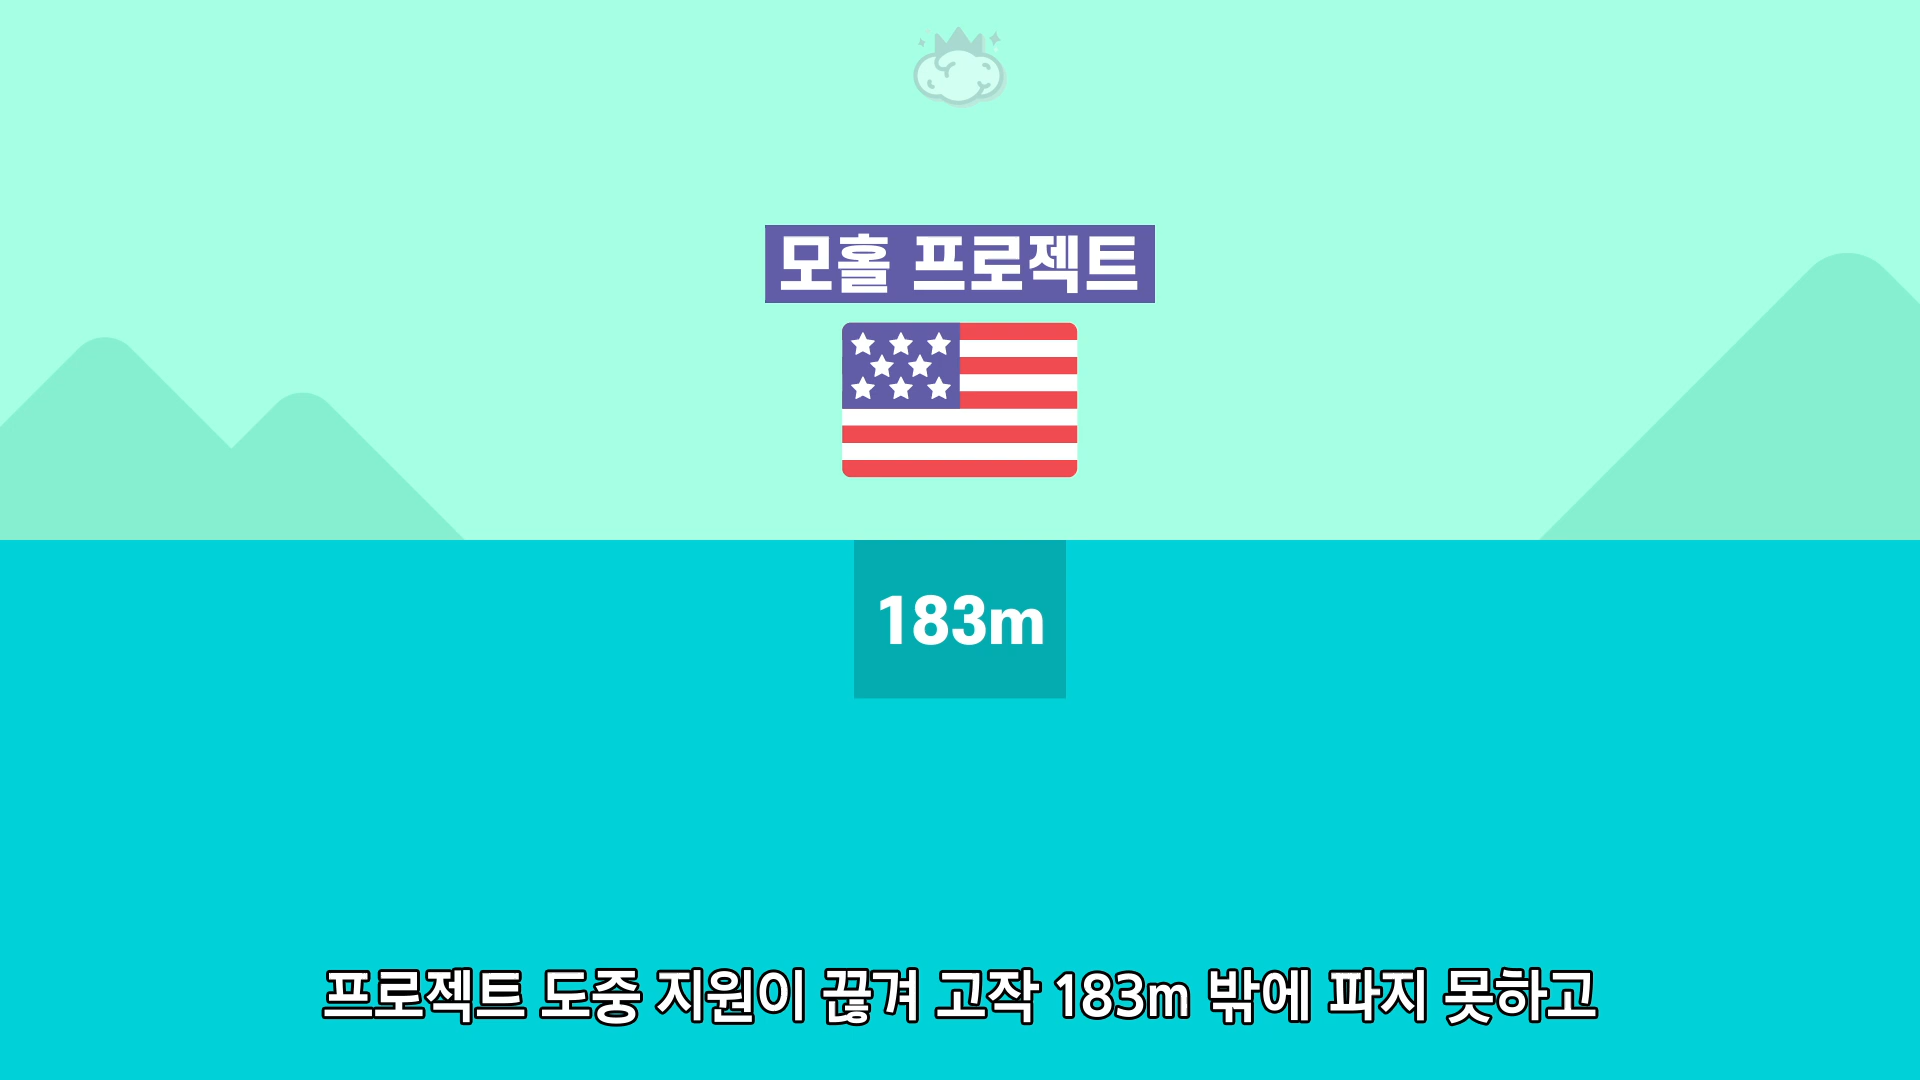 모홀 프로젝트
183m
프로젝트 도중 지원이 끊겨 고작 183m 밖에 파지 못하고